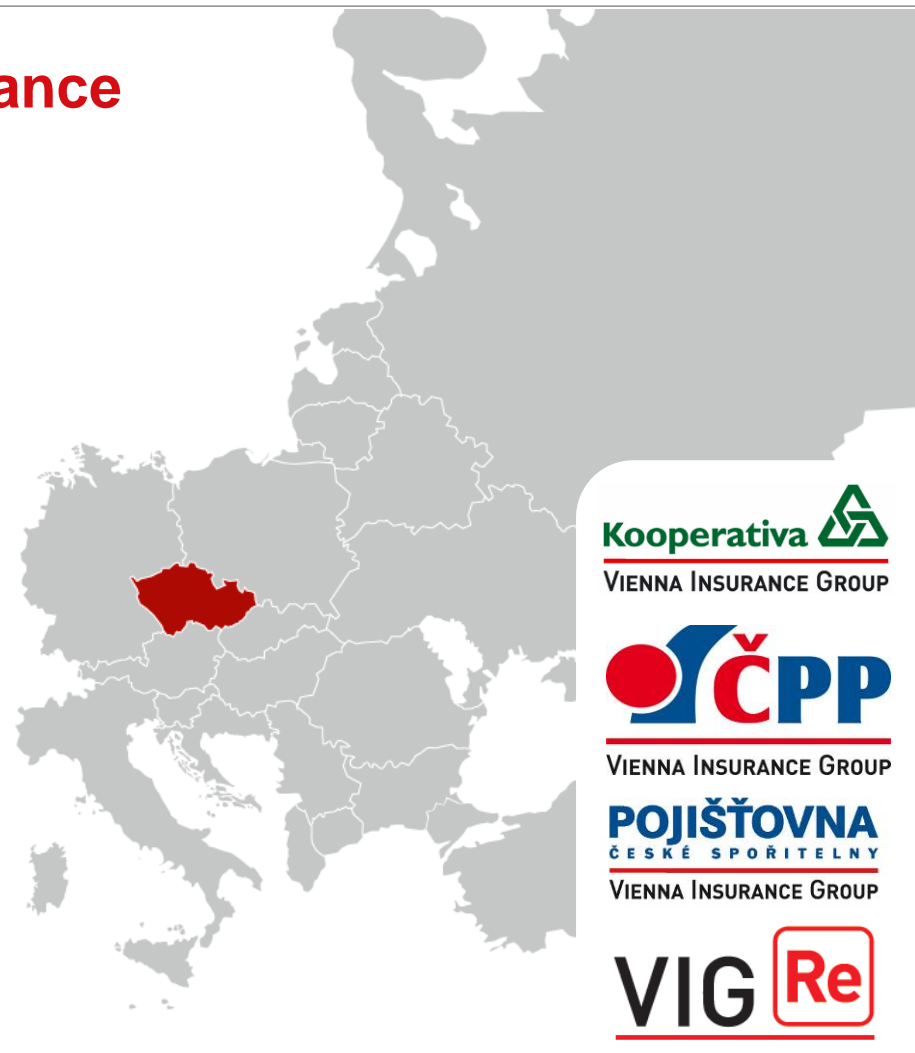 ance
Kooperativa
VIENNA INSURANCE GROUP
ČPP
VIENNA INSURANCE GROUP
POJIŠŤOVNA
ČESKÉ SPOŘITELNY
VIENNA INSURANCE GROUP
VIG Re